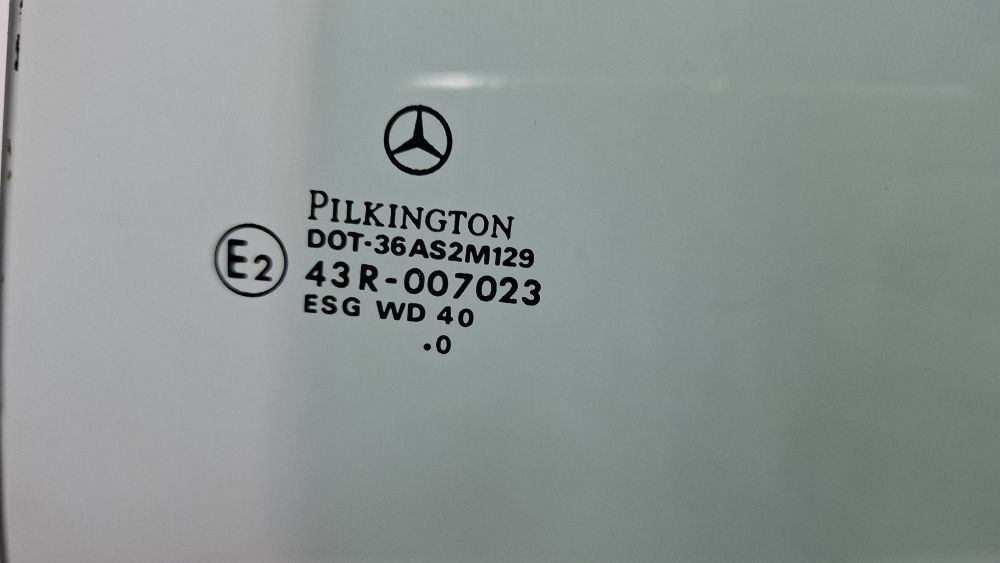 PILKINGTON
DOT-36AS2M129
E2 43R-007023
ESG WD 40
.0